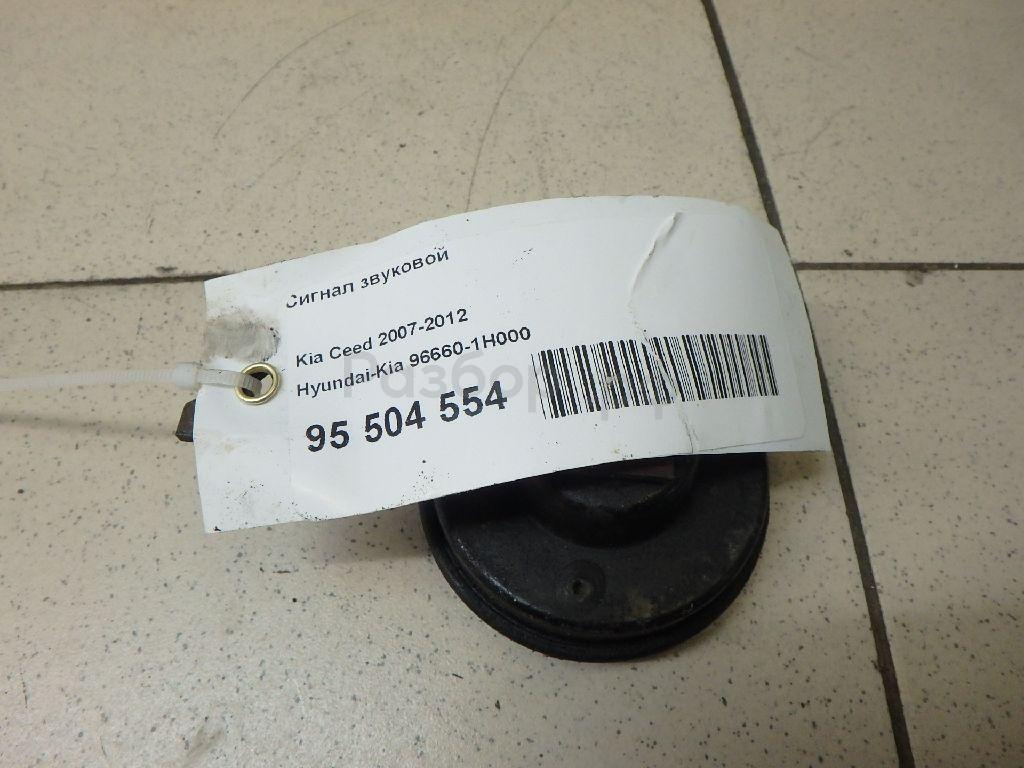 Сигнал звуковой
Kia Ceed 2007-2012
Hyundai-Kia 96660-1H000
95 504 554